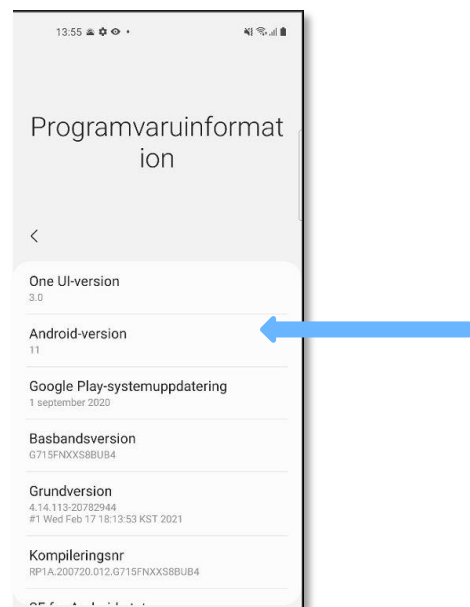 13:55
Programvaruinformat
ion
One UI-version
3.0
Android-version
11
Google Play-systemuppdatering
1 september 2020
Basbandsversion
G715FNXXS8BUB4
Grundversion
4.14.113-20782944
#1 Wed Feb 17 18:13:53 KST 2021
Kompileringsnr
RP1A.200720.012.G715FNXXS8BUB4